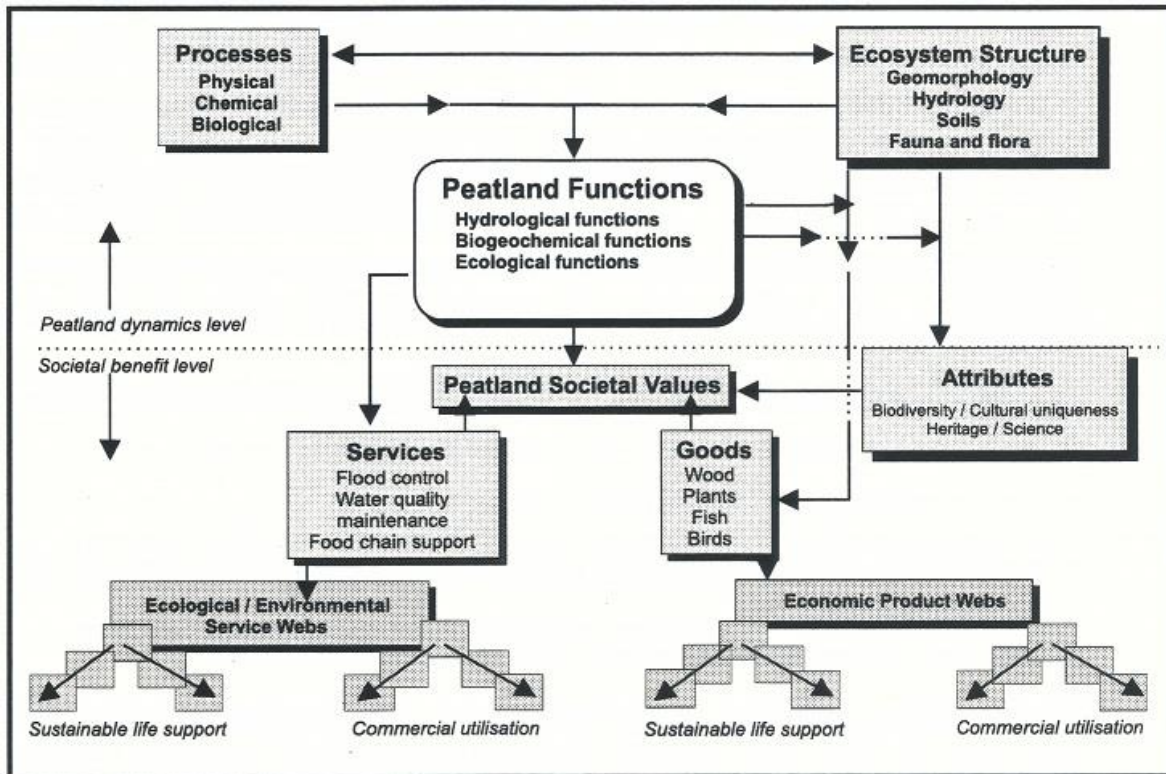 Processes
Physical
Chemical
Biological
Ecosystem Structure
Geomorphology
Hydrology
Soils
Fauna and flora
Peatland Functions
Hydrological functions
Biogeochemical functions
Ecological functions
Peatland dynamics level
Societal benefit level
Peatland Societal Values
Attributes
Biodiversity / Cultural uniqueness
Heritage / Science
Services
Flood control
Water quality
maintenance
Food chain support
Goods
Wood
Plants
Fish
Birds
Ecological / Environmental
Service Webs
Economic Product Webs
Sustainable life support
Commercial utilisation
Sustainable life support
Commercial utilisation